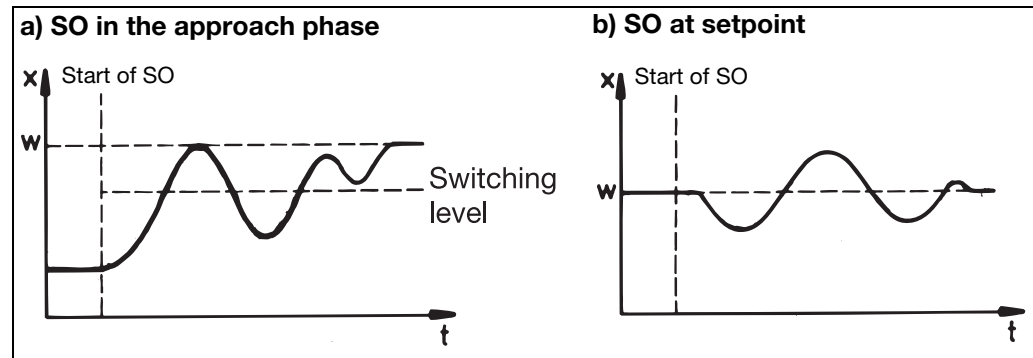 a) SO in the approach phase
x
Start of SO
w
Switching
level
t
b) SO at setpoint
x
Start of SO
w
t